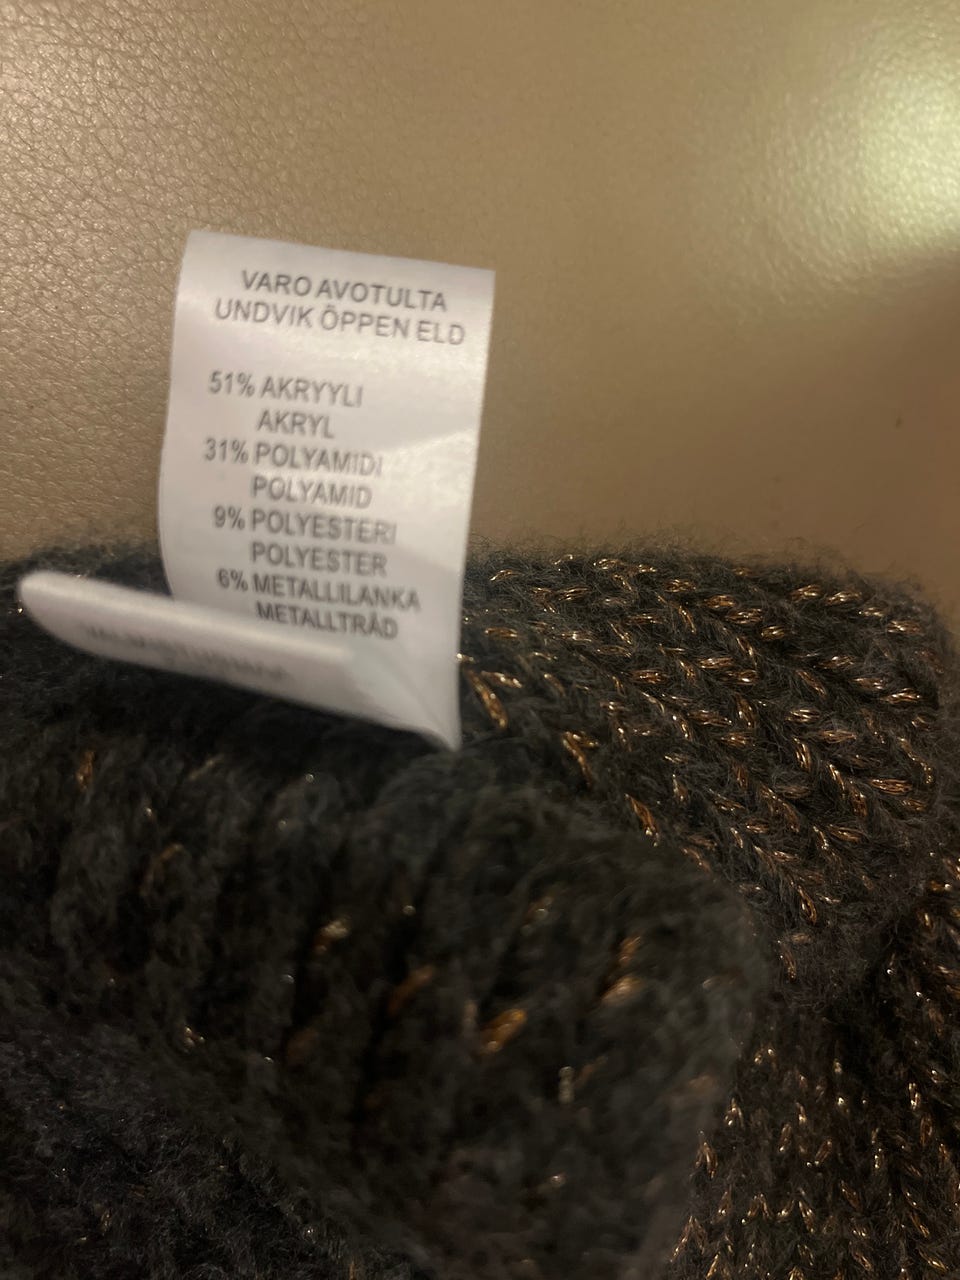 VARO AVOTULTA
UNDVIK ÖPPEN ELD
51% AKRYYLI
AKRYL
31% POLYAMIDI
POLYAMID
9% POLYESTERI
POLYESTER
6% METALLILANKA
METALLTRÅD